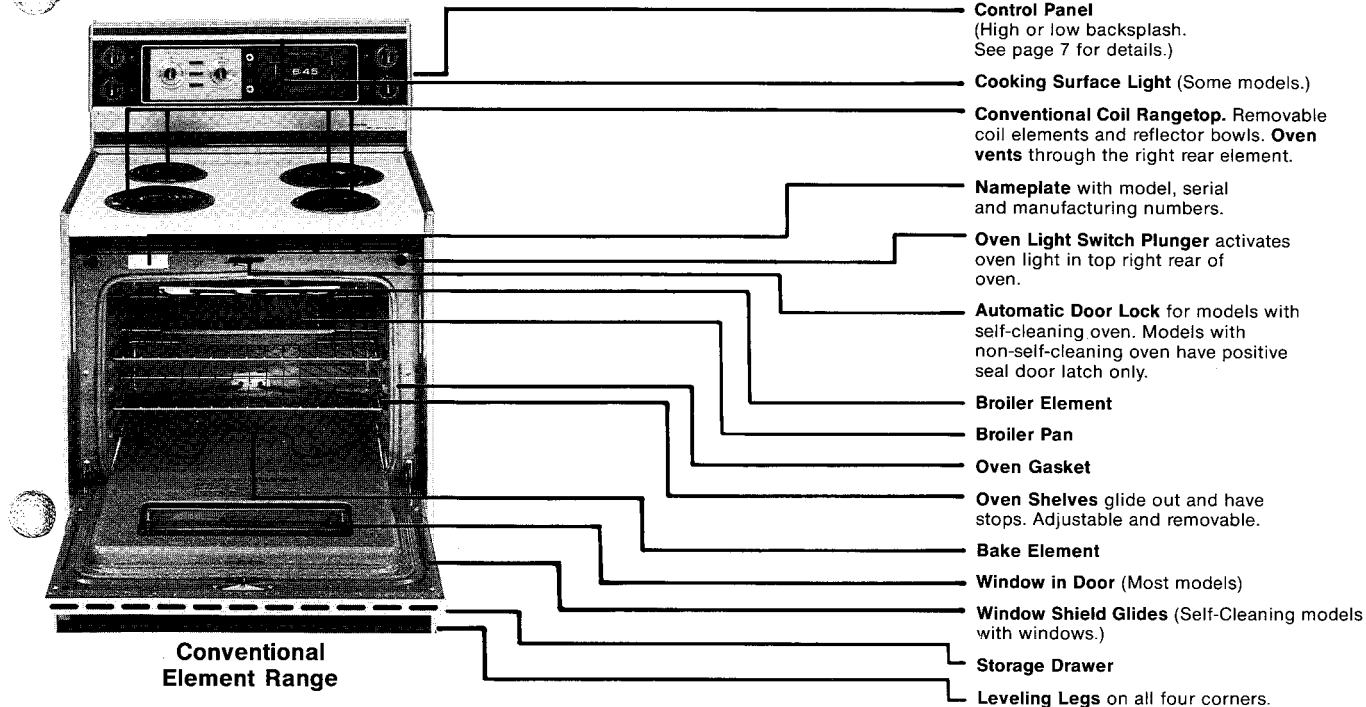 Control Panel
(High or low backsplash.
See page 7 for details.)
Cooking Surface Light (Some models.)
Conventional Coil Rangetop. Removable
coil elements and reflector bowls. Oven
vents through the right rear element.
Nameplate with model, serial
and manufacturing numbers.
Oven Light Switch Plunger activates
oven light in top right rear of
oven.
Automatic Door Lock for models with
self-cleaning oven. Models with
non-self-cleaning oven have positive
seal door latch only.
Broiler Element
Broiler Pan
Oven Gasket
Oven Shelves glide out and have
stops. Adjustable and removable.
Bake Element
Window in Door (Most models)
Window Shield Glides (Self-Cleaning models
with windows.)
Storage Drawer
Leveling Legs on all four corners.
6:45
Conventional
Element Range